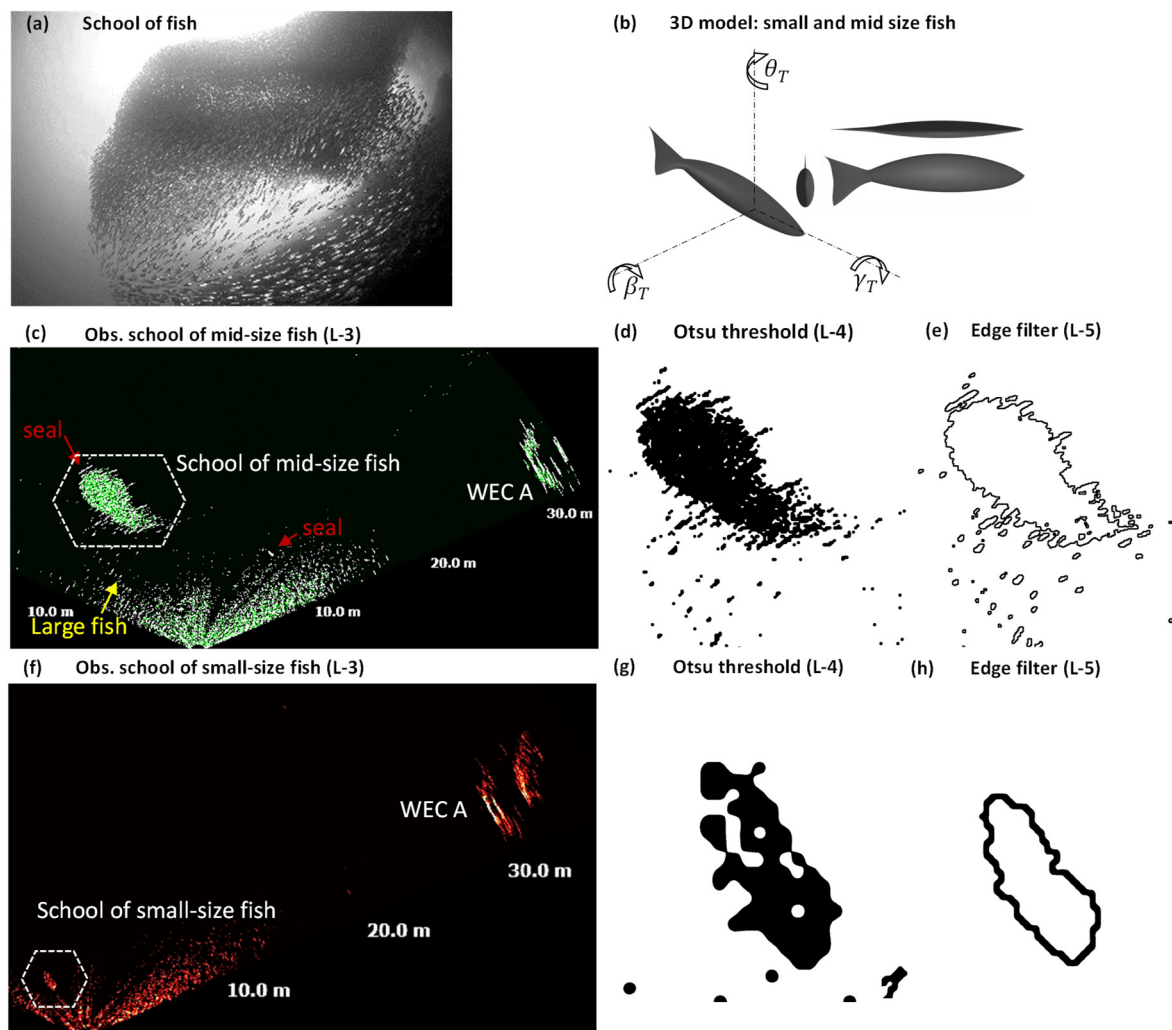 (a) School of fish
(b) 3D model: small and mid size fish
θ_T
β_T
γ_T
(c) Obs. school of mid-size fish (L-3)
seal
School of mid-size fish
WEC A
30.0 m
seal
20.0 m
10.0 m
10.0 m
Large fish
(d) Otsu threshold (L-4)
(e) Edge filter (L-5)
(f) Obs. school of small-size fish (L-3)
WEC A
30.0 m
School of small-size fish
20.0 m
10.0 m
(g) Otsu threshold (L-4)
(h) Edge filter (L-5)